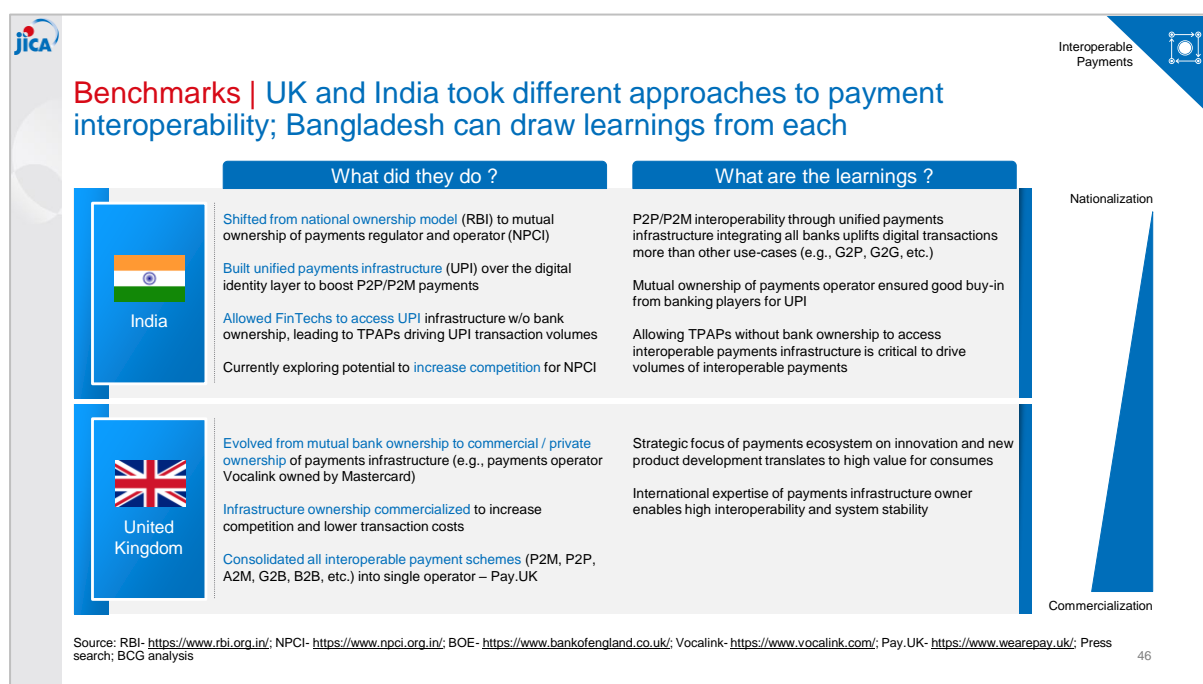 JICA
Interoperable
Payments
Benchmarks | UK and India took different approaches to payment
interoperability; Bangladesh can draw learnings from each
What did they do ?
What are the learnings ?
India
Shifted from national ownership model (RBI) to mutual
ownership of payments regulator and operator (NPCI)
Built unified payments infrastructure (UPI) over the digital
identity layer to boost P2P/P2M payments
Allowed FinTechs to access UPI infrastructure w/o bank
ownership, leading to TPAPs driving UPI transaction volumes
Currently exploring potential to increase competition for NPCI
P2P/P2M interoperability through unified payments
infrastructure integrating all banks uplifts digital transactions
more than other use-cases (e.g., G2P, G2G, etc.)
Mutual ownership of payments operator ensured good buy-in
from banking players for UPI
Allowing TPAPs without bank ownership to access
interoperable payments infrastructure is critical to drive
volumes of interoperable payments
Nationalization
United
Kingdom
Evolved from mutual bank ownership to commercial / private
ownership of payments infrastructure (e.g., payments operator
Vocalink owned by Mastercard)
Infrastructure ownership commercialized to increase
competition and lower transaction costs
Consolidated all interoperable payment schemes (P2M, P2P,
A2M, G2B, B2B, etc.) into single operator – Pay.UK
Strategic focus of payments ecosystem on innovation and new
product development translates to high value for consumes
International expertise of payments infrastructure owner
enables high interoperability and system stability
Commercialization
Source: RBI- https://www.rbi.org.in/; NPCI- https://www.npci.org.in/; BOE- https://www.bankofengland.co.uk/; Vocalink- https://www.vocalink.com/; Pay.UK- https://www.wearepay.uk/; Press
search; BCG analysis
46